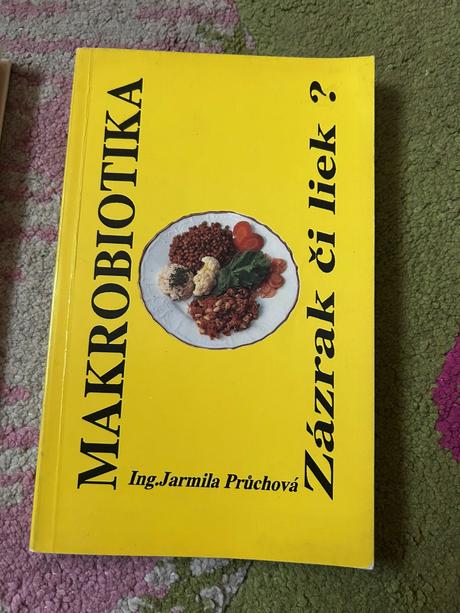 MAKROBIOTIKA
Zázrak či liek ?
Ing.Jarmila Průchová